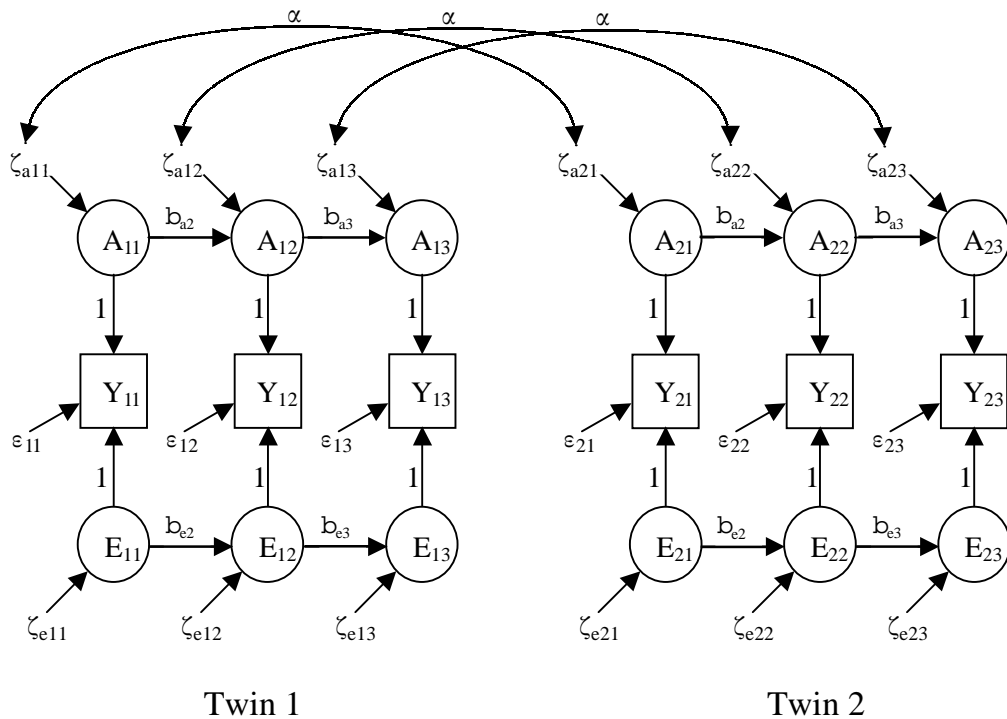 α α α
ζa11 ζa12 ζa13 ζa21 ζa22 ζa23
ba2 ba3 ba2 ba3
A11 A12 A13 A21 A22 A23
1 1 1 1 1 1
Y11 Y12 Y13 Y21 Y22 Y23
ε11 ε12 ε13 ε21 ε22 ε23
1 1 1 1 1 1
be2 be3 be2 be3
E11 E12 E13 E21 E22 E23
ζe11 ζe12 ζe13 ζe21 ζe22 ζe23
Twin 1 Twin 2